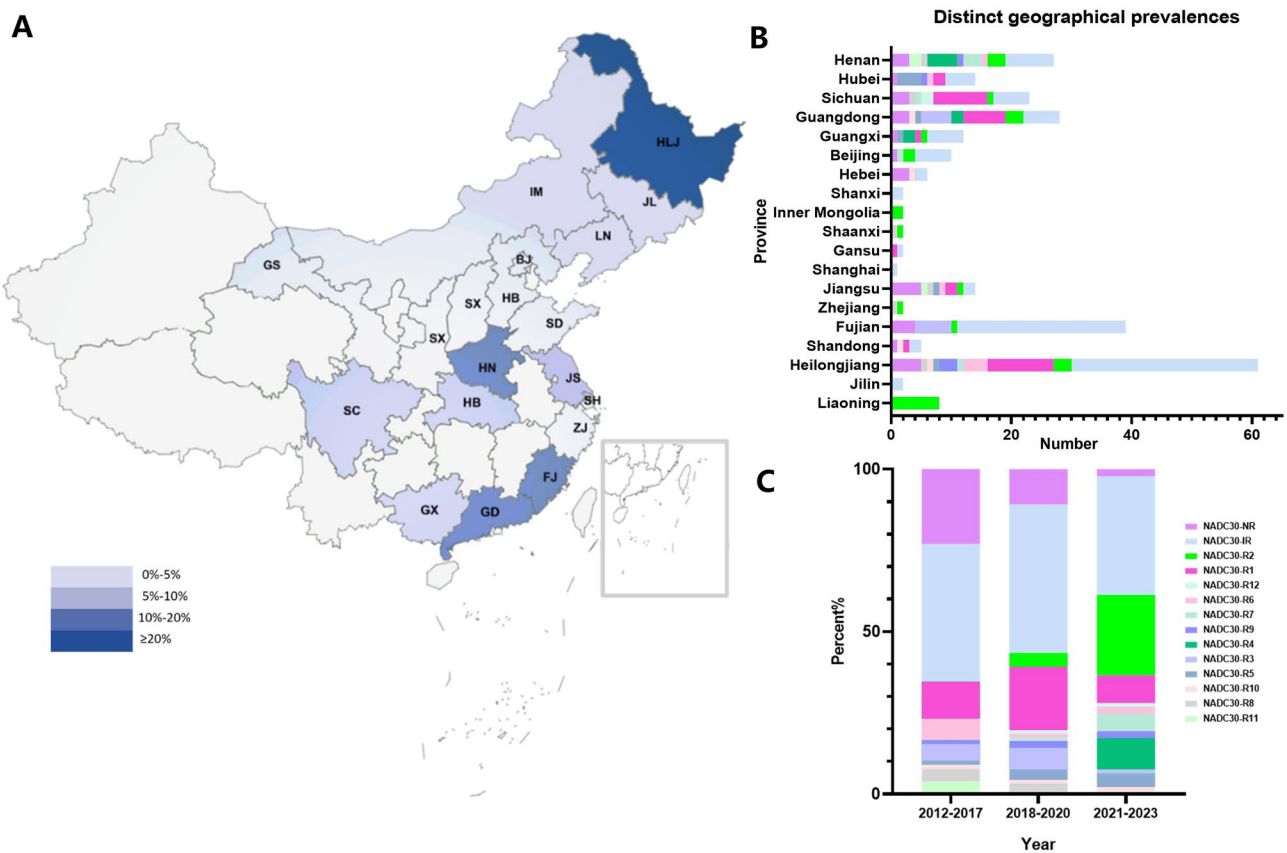 A
HLJ
IM
JL
LN
GS
BJ
SX
HB
SD
SX
HN
JS
SH
SC
HB
ZJ
FJ
GX
GD
0%-5%
5%-10%
10%-20%
≥20%
B
Distinct geographical prevalences
Province
Henan
Hubei
Sichuan
Guangdong
Guangxi
Beijing
Hebei
Shanxi
Inner Mongolia
Shaanxi
Gansu
Shanghai
Jiangsu
Zhejiang
Fujian
Shandong
Heilongjiang
Jilin
Liaoning
0 20 40 60
Number
C
Percent%
100
50
0
2012-2017 2018-2020 2021-2023
Year
NADC30-NR
NADC30-IR
NADC30-R2
NADC30-R1
NADC30-R12
NADC30-R6
NADC30-R7
NADC30-R9
NADC30-R4
NADC30-R3
NADC30-R5
NADC30-R10
NADC30-R8
NADC30-R11